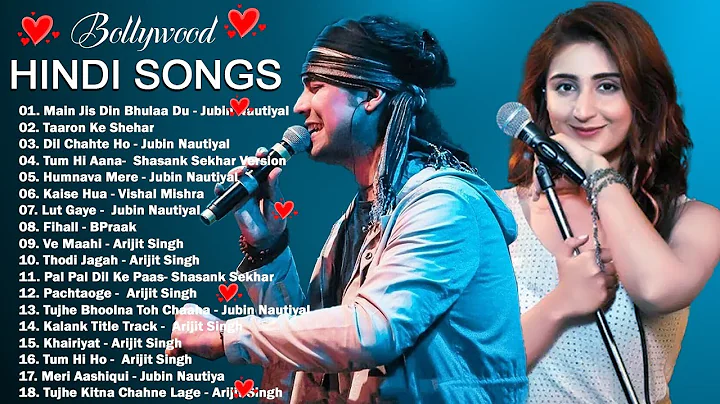 Bollywood
HINDI SONGS
01. Main Jis Din Bhulaa Du - Jubin Nautiyal
02. Taaron Ke Shehar
03. Dil Chahte Ho - Jubin Nautiyal
04. Tum Hi Aana- Shasank Sekhar Version
05. Humnava Mere - Jubin Nautiyal
06. Kaise Hua - Vishal Mishra
07. Lut Gaye - Jubin Nautiyal
08. Fihall - BPraak
09. Ve Maahi - Arijit Singh
10. Thodi Jagah - Arijit Singh
11. Pal Pal Dil Ke Paas- Shasank Sekhar
12. Pachtaoge - Arijit Singh
13. Tujhe Bhoolna Toh Chaaha - Jubin Nautiyal
14. Kalank Title Track - Arijit Singh
15. Khairiyat - Arijit Singh
16. Tum Hi Ho - Arijit Singh
17. Meri Aashiqui - Jubin Nautiya
18. Tujhe Kitna Chahne Lage - Arijit Singh